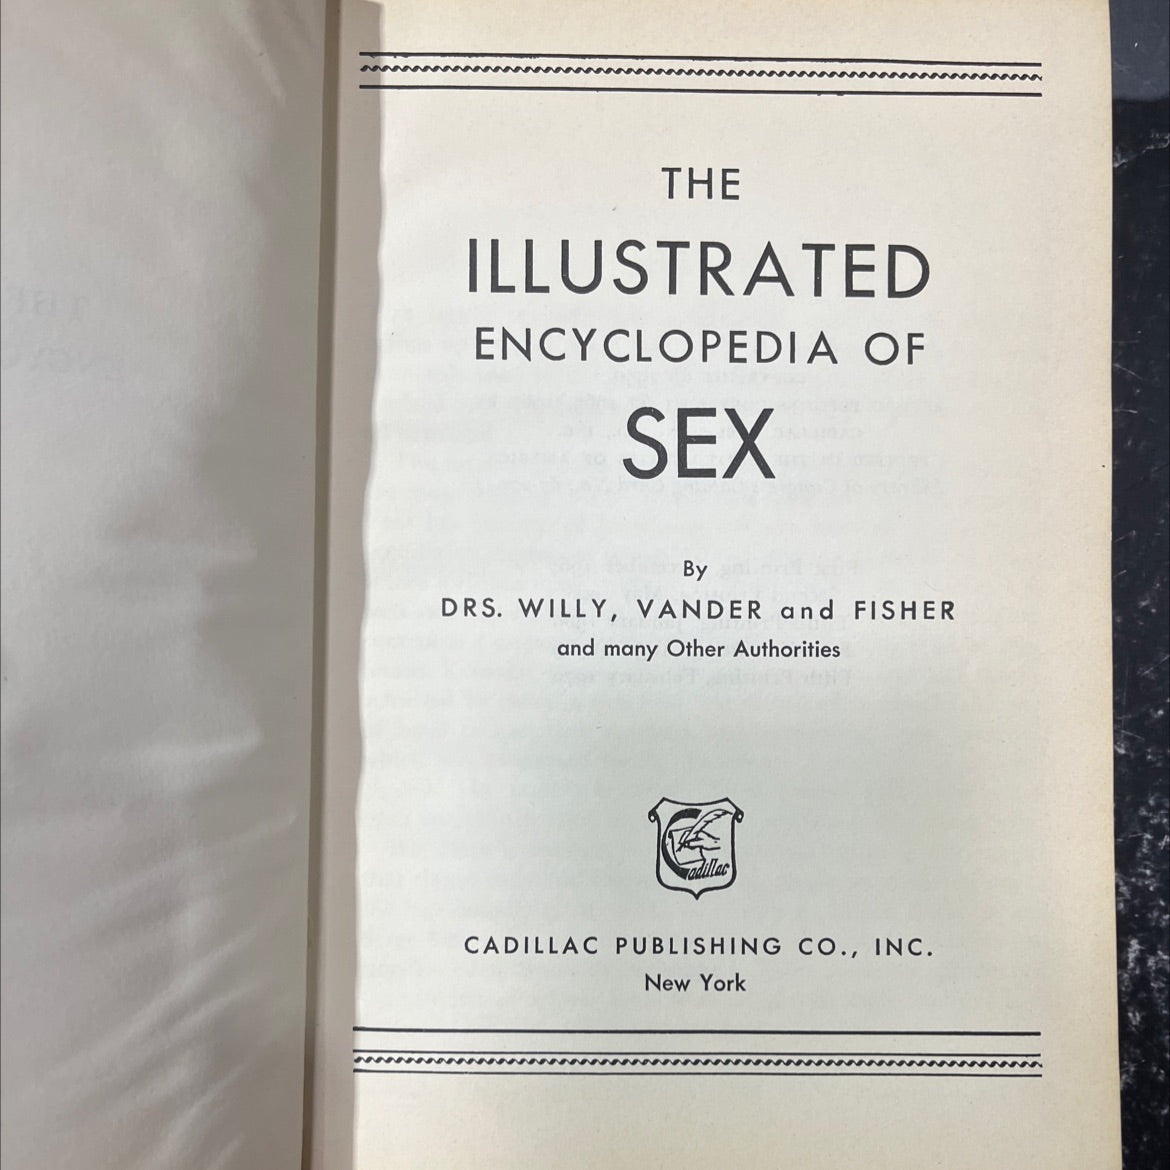 THE
ILLUSTRATED
ENCYCLOPEDIA OF
SEX
By
DRS. WILLY, VANDER and FISHER
and many Other Authorities
Cadillac
CADILLAC PUBLISHING CO., INC.
New York